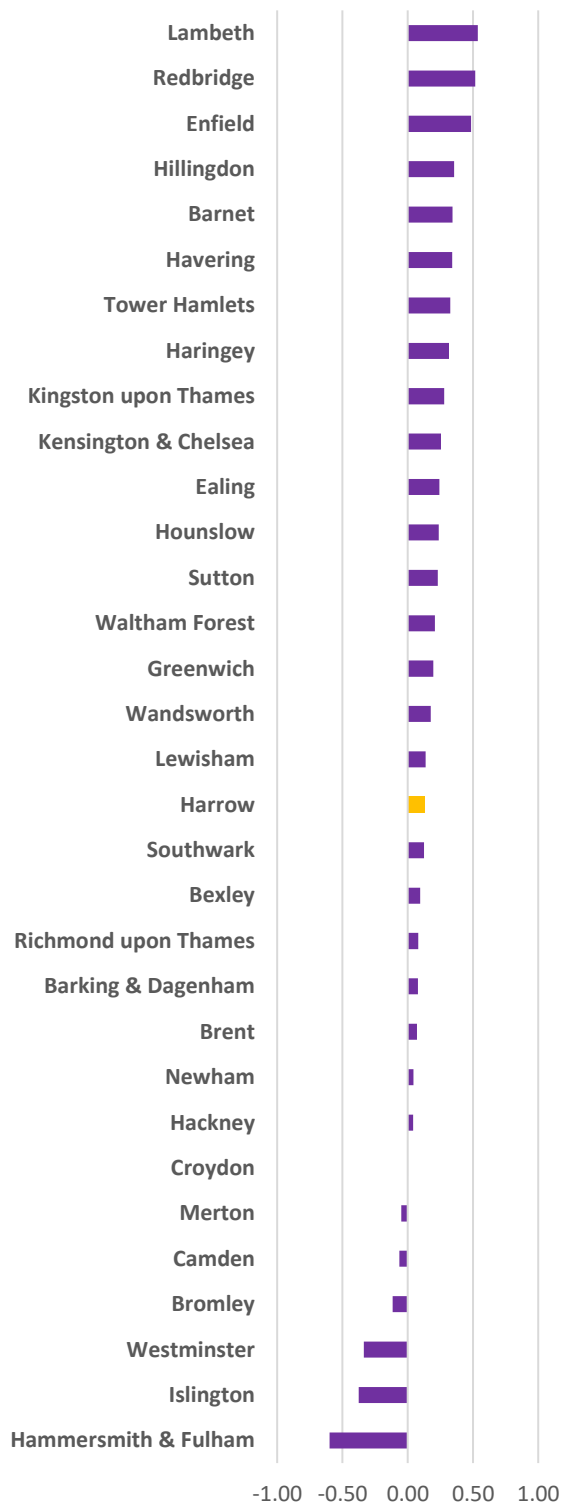 Lambeth
Redbridge
Enfield
Hillingdon
Barnet
Havering
Tower Hamlets
Haringey
Kingston upon Thames
Kensington & Chelsea
Ealing
Hounslow
Sutton
Waltham Forest
Greenwich
Wandsworth
Lewisham
Harrow
Southwark
Bexley
Richmond upon Thames
Barking & Dagenham
Brent
Newham
Hackney
Croydon
Merton
Camden
Bromley
Westminster
Islington
Hammersmith & Fulham
-1.00 -0.50 0.00 0.50 1.00